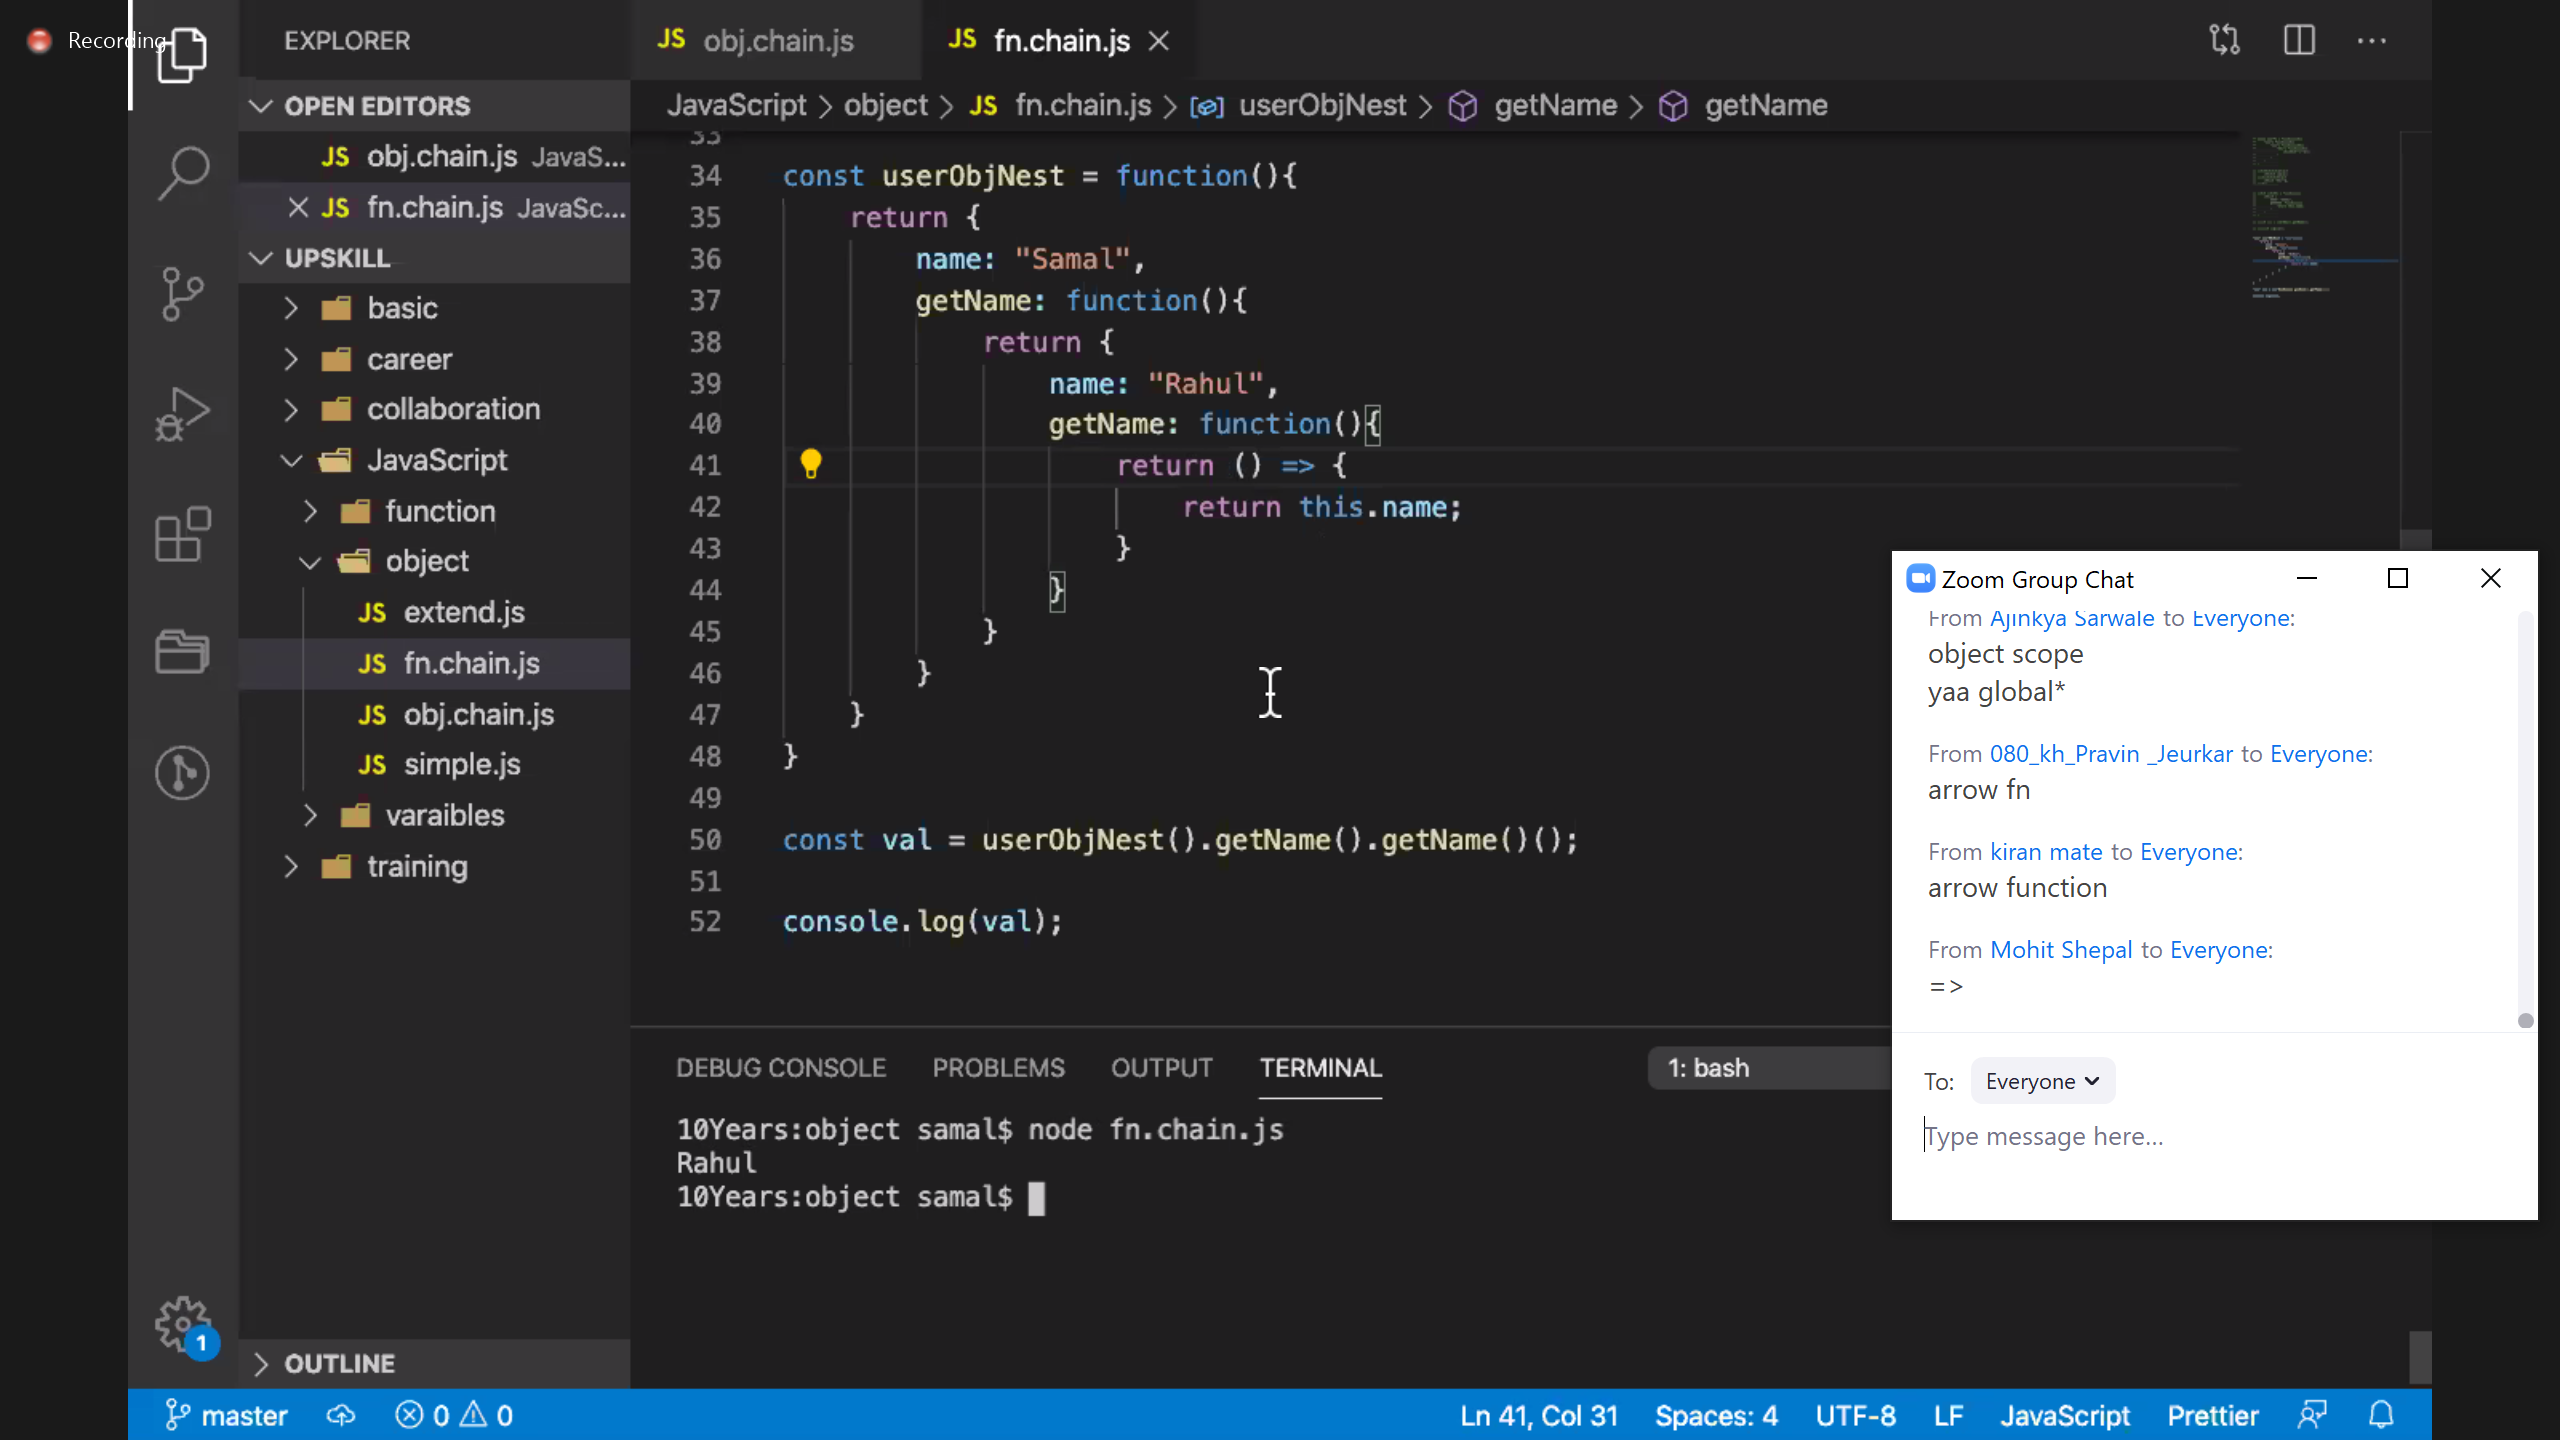 Recording
EXPLORER
OPEN EDITORS
JS obj.chain.js JavaS...
JS fn.chain.js JavaSc...
UPSKILL
basic
career
collaboration
JavaScript
function
object
JS extend.js
JS fn.chain.js
JS obj.chain.js
JS simple.js
varaibles
training
1
OUTLINE
JS obj.chain.js
JS fn.chain.js
JavaScript > object > JS fn.chain.js > userObjNest > getName > getName
33
34 const userObjNest = function(){
35 return {
36 name: "Samal",
37 getName: function(){
38 return {
39 name: "Rahul",
40 getName: function(){
41 return () => {
42 return this.name;
43 }
44 }
45 }
46 }
47 }
48 }
49
50 const val = userObjNest().getName().getName()();
51
52 console.log(val);
DEBUG CONSOLE PROBLEMS OUTPUT TERMINAL 1: bash
10Years:object samal$ node fn.chain.js
Rahul
10Years:object samal$
Zoom Group Chat
From Ajinkya Sarwale to Everyone:
object scope
yaa global*
From 080_kh_Pravin _Jeurkar to Everyone:
arrow fn
From kiran mate to Everyone:
arrow function
From Mohit Shepal to Everyone:
=>
To: Everyone
Type message here...
master 0 0 Ln 41, Col 31 Spaces: 4 UTF-8 LF JavaScript Prettier